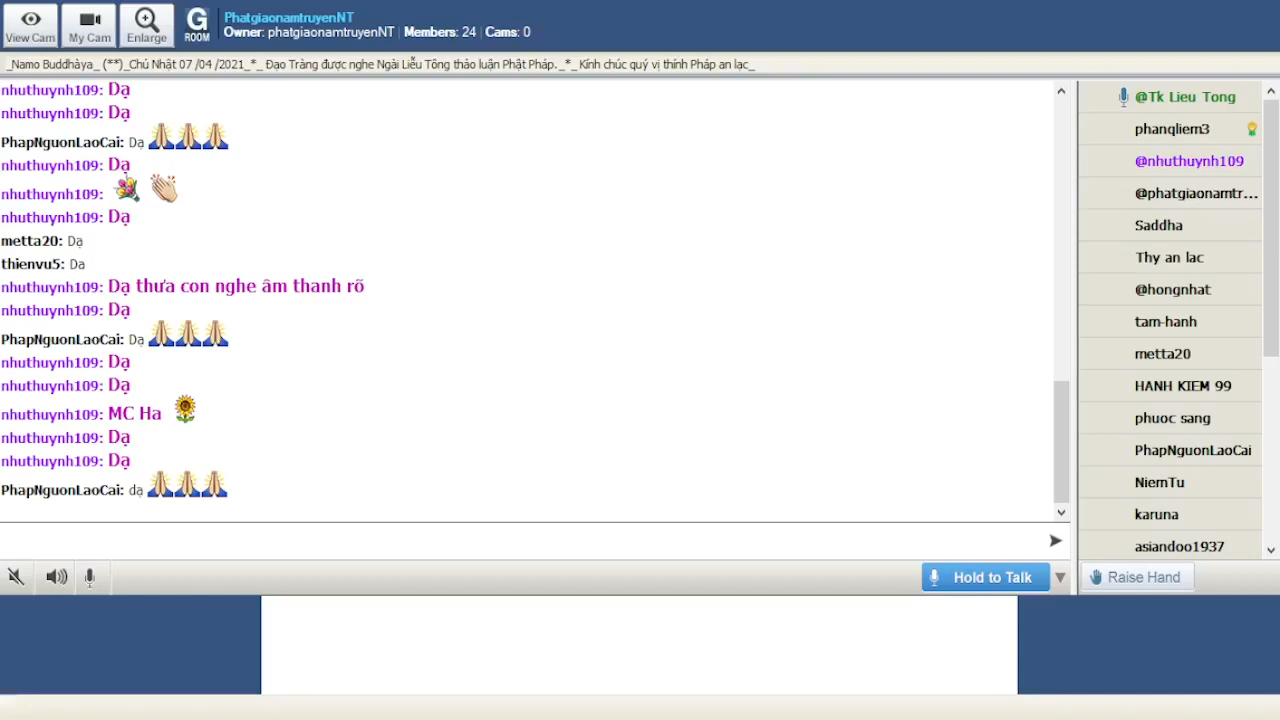 View Cam
My Cam
Enlarge
G ROOM
PhatgiaonamtruyenNT
Owner: phatgiaonamtruyenNT | Members: 24 | Cams: 0
_Namo Buddhàya_ (**)_Chủ Nhật 07 /04 /2021_*_ Đạo Tràng được nghe Ngài Liễu Tông thảo luận Phật Pháp._*_Kính chúc quý vị thính Pháp an lạc_
nhuthuynh109: Dạ
nhuthuynh109: Dạ
PhapNguonLaoCai: Dạ
nhuthuynh109: Dạ
nhuthuynh109:
nhuthuynh109: Dạ
metta20: Dạ
thienvu5: Da
nhuthuynh109: Dạ thưa con nghe âm thanh rõ
nhuthuynh109: Dạ
PhapNguonLaoCai: Dạ
nhuthuynh109: Dạ
nhuthuynh109: Dạ
nhuthuynh109: MC Ha
nhuthuynh109: Dạ
nhuthuynh109: Dạ
PhapNguonLaoCai: dạ
Hold to Talk
@Tk Lieu Tong
phanqliem3
@nhuthuynh109
@phatgiaonamtr...
Saddha
Thy an lac
@hongnhat
tam-hanh
metta20
HANH KIEM 99
phuoc sang
PhapNguonLaoCai
NiemTu
karuna
asiandoo1937
Raise Hand